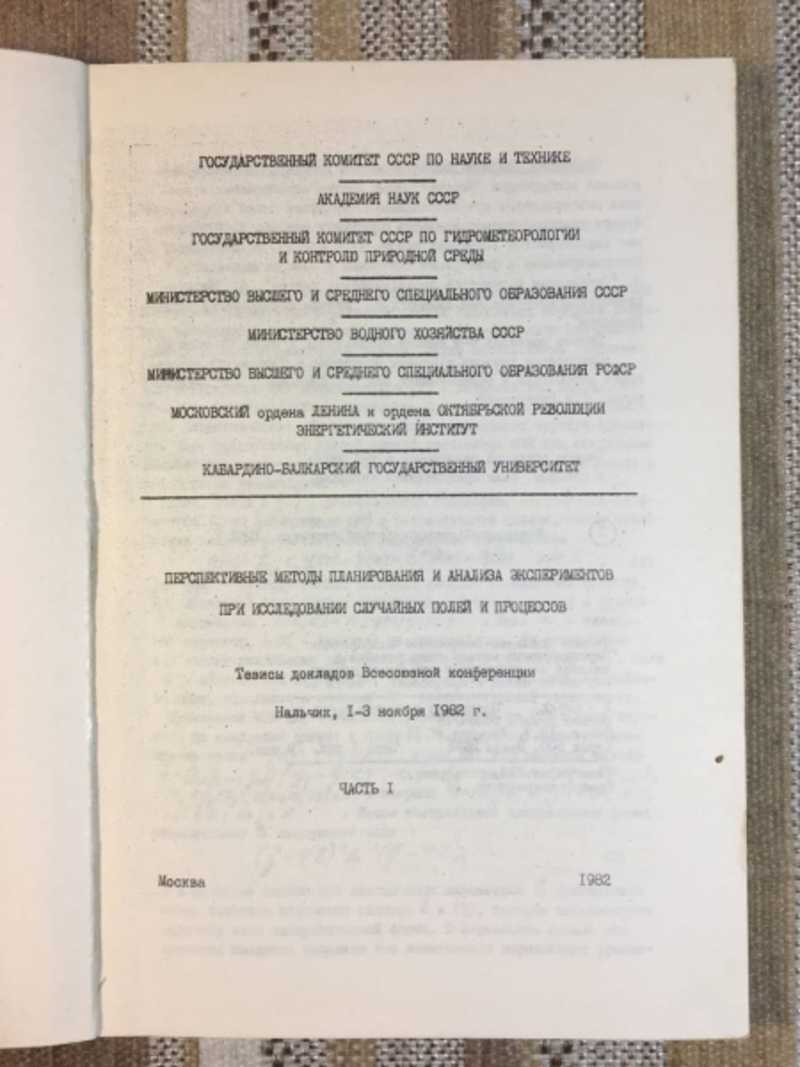 ГОСУДАРСТВЕННЫЙ КОМИТЕТ СССР ПО НАУКЕ И ТЕХНИКЕ
АКАДЕМИЯ НАУК СССР
ГОСУДАРСТВЕННЫЙ КОМИТЕТ СССР ПО ГИДРОМЕТЕОРОЛОГИИ
И КОНТРОЛЮ ПРИРОДНОЙ СРЕДЫ
МИНИСТЕРСТВО ВЫСШЕГО И СРЕДНЕГО СПЕЦИАЛЬНОГО ОБРАЗОВАНИЯ СССР
МИНИСТЕРСТВО ВОДНОГО ХОЗЯЙСТВА СССР
МИНИСТЕРСТВО ВЫСШЕГО И СРЕДНЕГО СПЕЦИАЛЬНОГО ОБРАЗОВАНИЯ РСФСР
МОСКОВСКИЙ ордена ЛЕНИНА и ордена ОКТЯБРЬСКОЙ РЕВОЛЮЦИИ
ЭНЕРГЕТИЧЕСКИЙ ИНСТИТУТ
КАБАРДИНО-БАЛКАРСКИЙ ГОСУДАРСТВЕННЫЙ УНИВЕРСИТЕТ
ПЕРСПЕКТИВНЫЕ МЕТОДЫ ПЛАНИРОВАНИЯ И АНАЛИЗА ЭКСПЕРИМЕНТОВ
ПРИ ИССЛЕДОВАНИИ СЛУЧАЙНЫХ ПОЛЕЙ И ПРОЦЕССОВ
Тезисы докладов Всесоюзной конференции
Нальчик, I-3 ноября I982 г.
ЧАСТЬ I
Москва I982